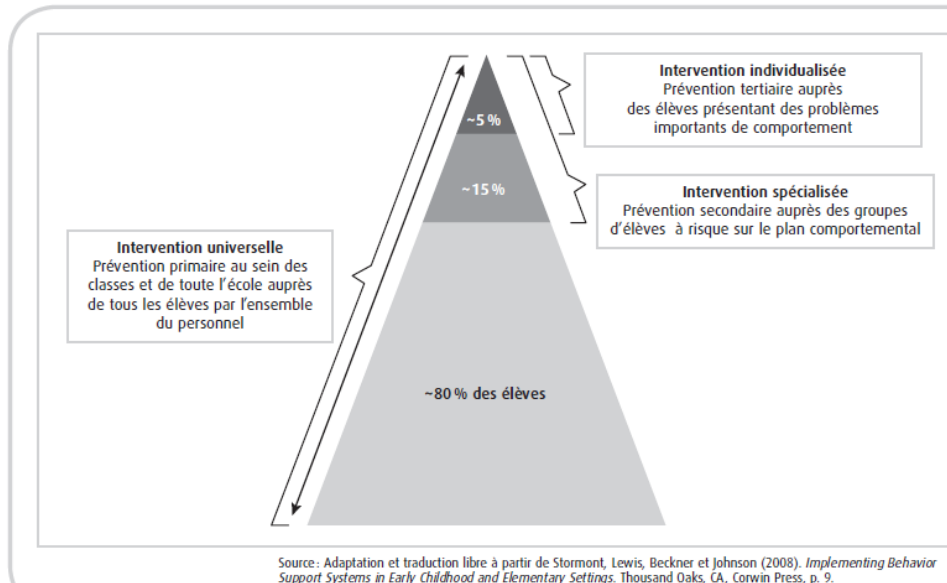 Intervention individualisée
Prévention tertiaire auprès
des élèves présentant des problèmes
importants de comportement
~5 %
~15 %
Intervention spécialisée
Prévention secondaire auprès des groupes
d'élèves à risque sur le plan comportemental
Intervention universelle
Prévention primaire au sein des
classes et de toute l'école auprès
de tous les élèves par l'ensemble
du personnel
~80 % des élèves
Source : Adaptation et traduction libre à partir de Stormont, Lewis, Beckner et Johnson (2008). Implementing Behavior
Support Systems in Early Childhood and Elementary Settings. Thousand Oaks, CA, Corwin Press, p. 9.